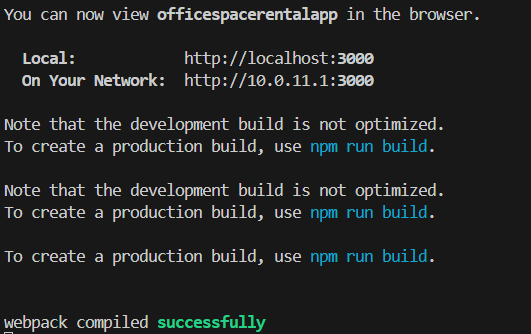 You can now view officespacerentalapp in the browser.
Local: http://localhost:3000
On Your Network: http://10.0.11.1:3000
Note that the development build is not optimized.
To create a production build, use npm run build.
Note that the development build is not optimized.
To create a production build, use npm run build.
To create a production build, use npm run build.
webpack compiled successfully